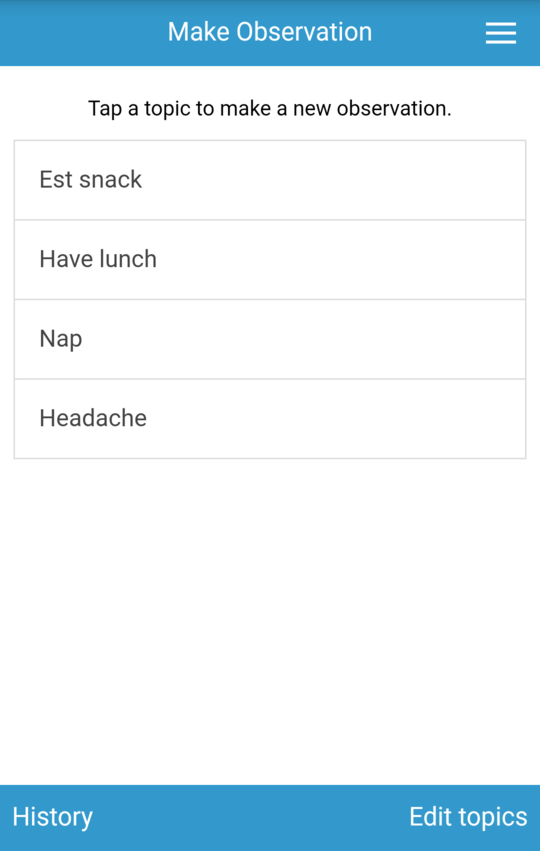 Make Observation
Tap a topic to make a new observation.
Est snack
Have lunch
Nap
Headache
History
Edit topics